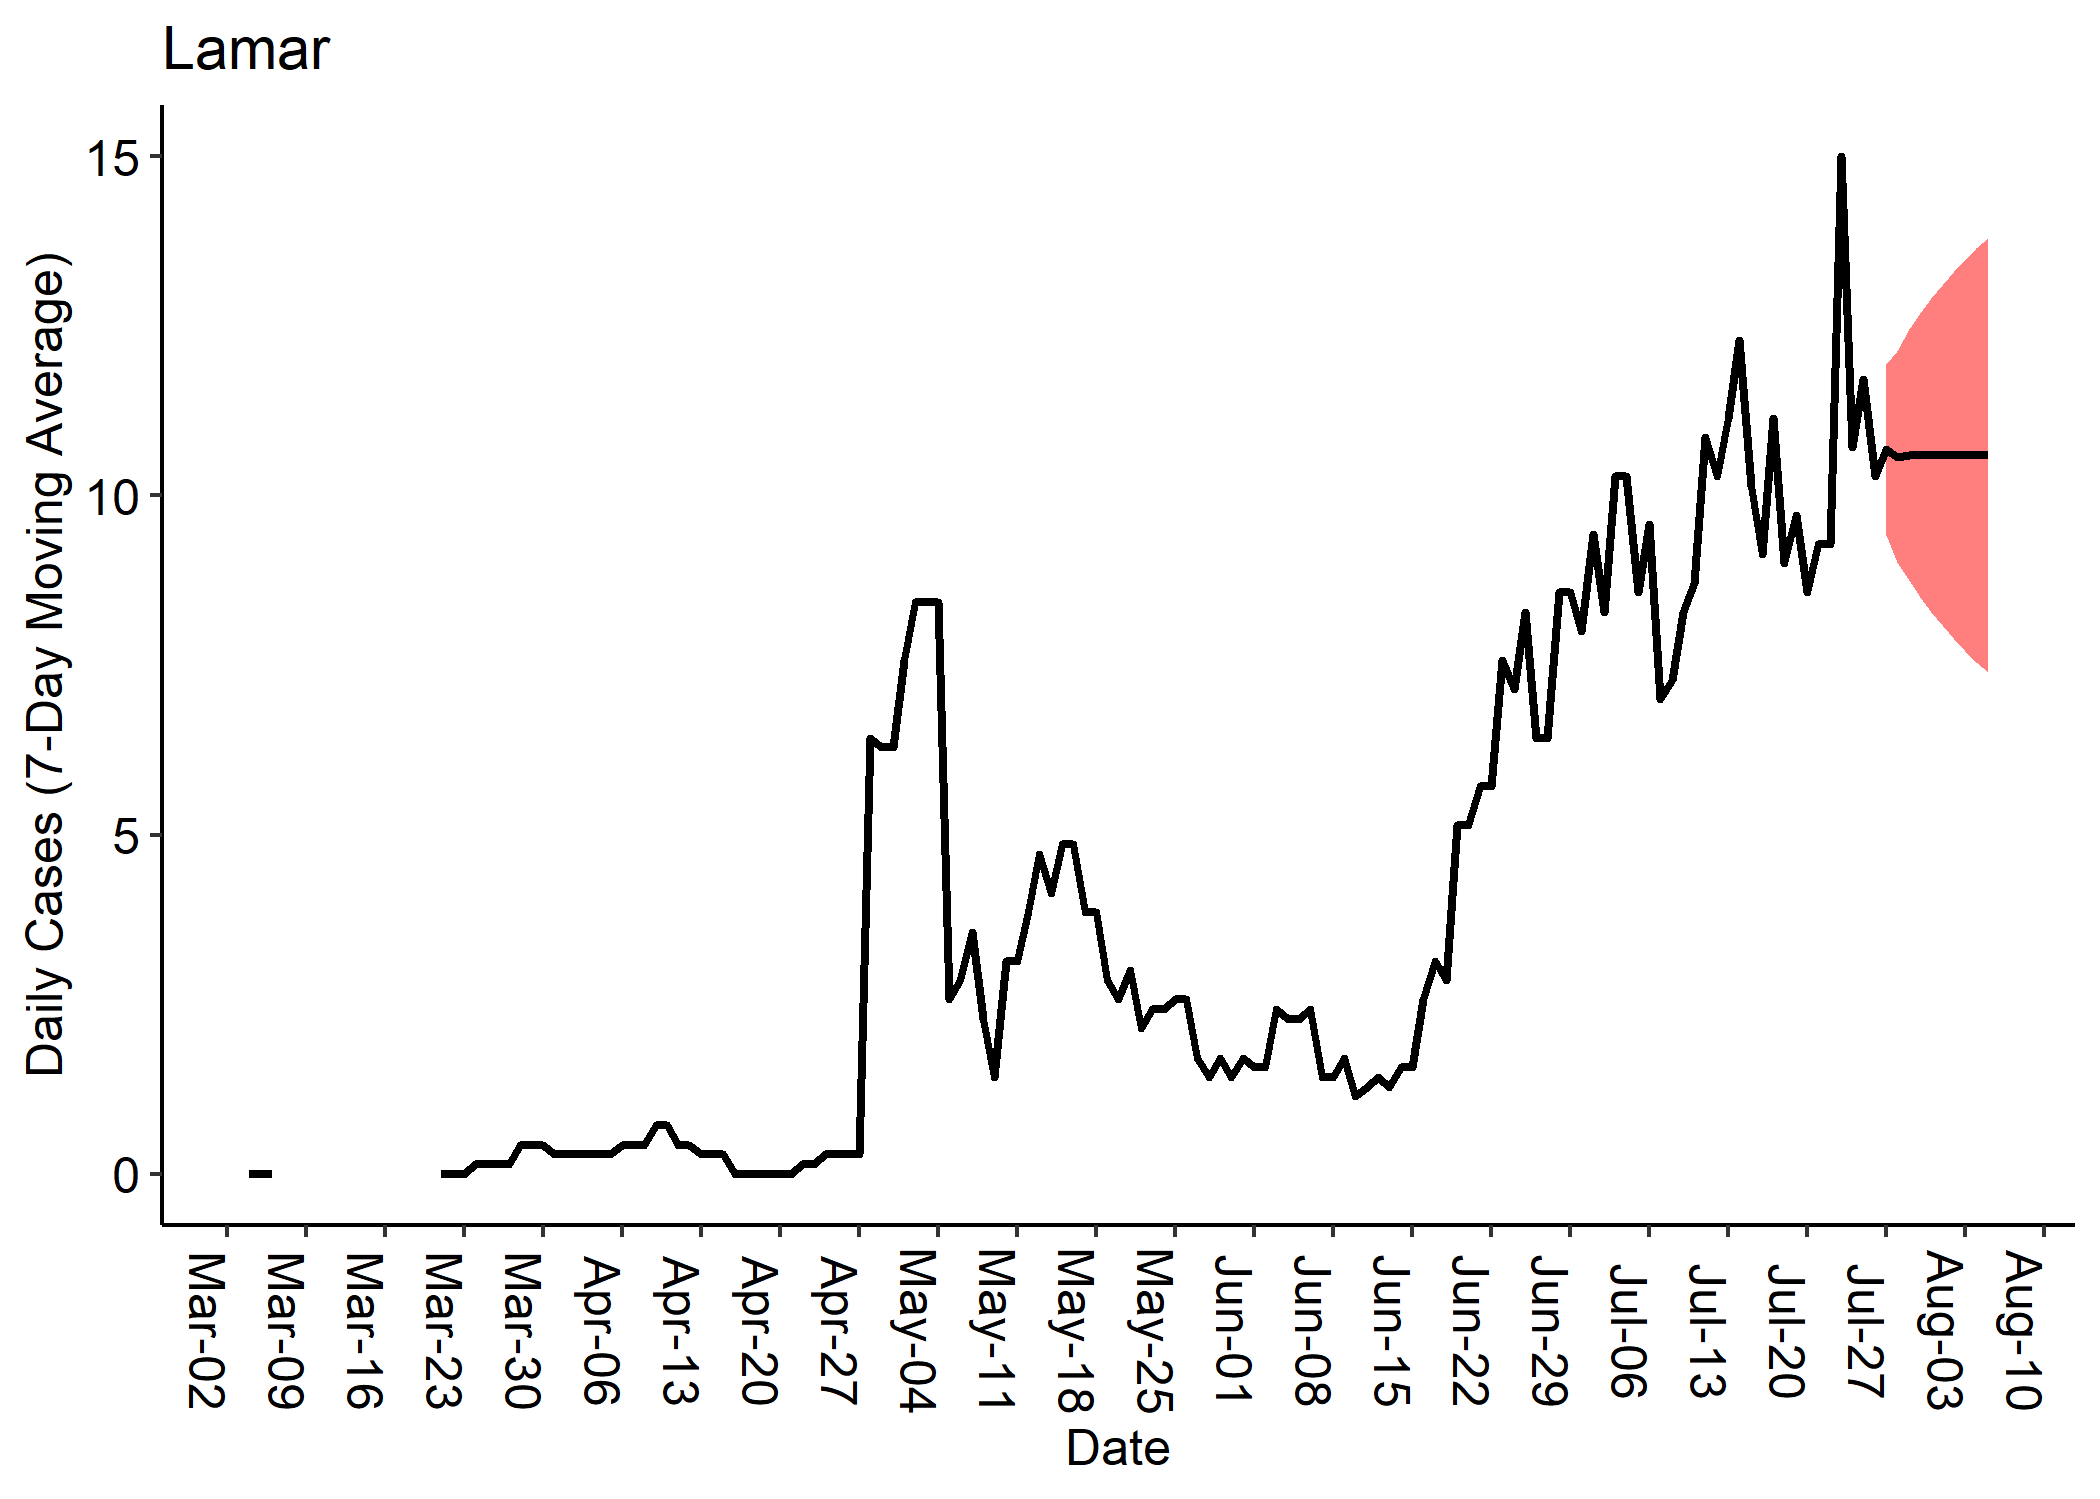 Lamar
Daily Cases (7-Day Moving Average)
15
10
5
0
Mar-02
Mar-09
Mar-16
Mar-23
Mar-30
Apr-06
Apr-13
Apr-20
Apr-27
May-04
May-11
May-18
May-25
Jun-01
Jun-08
Jun-15
Jun-22
Jun-29
Jul-06
Jul-13
Jul-20
Jul-27
Aug-03
Aug-10
Date